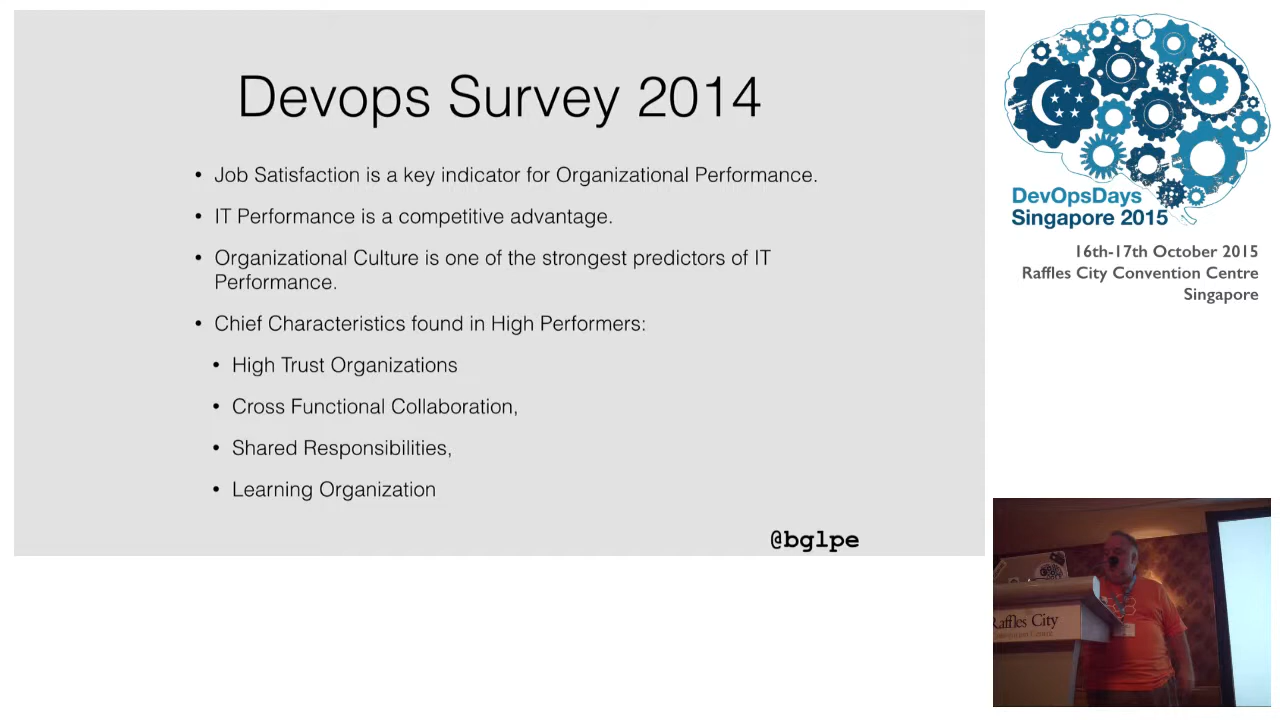 Devops Survey 2014
• Job Satisfaction is a key indicator for Organizational Performance.
• IT Performance is a competitive advantage.
• Organizational Culture is one of the strongest predictors of IT
Performance.
• Chief Characteristics found in High Performers:
• High Trust Organizations
• Cross Functional Collaboration,
• Shared Responsibilities,
• Learning Organization
@bglpe
DevOpsDays
Singapore 2015
16th-17th October 2015
Raffles City Convention Centre
Singapore
Raffles City